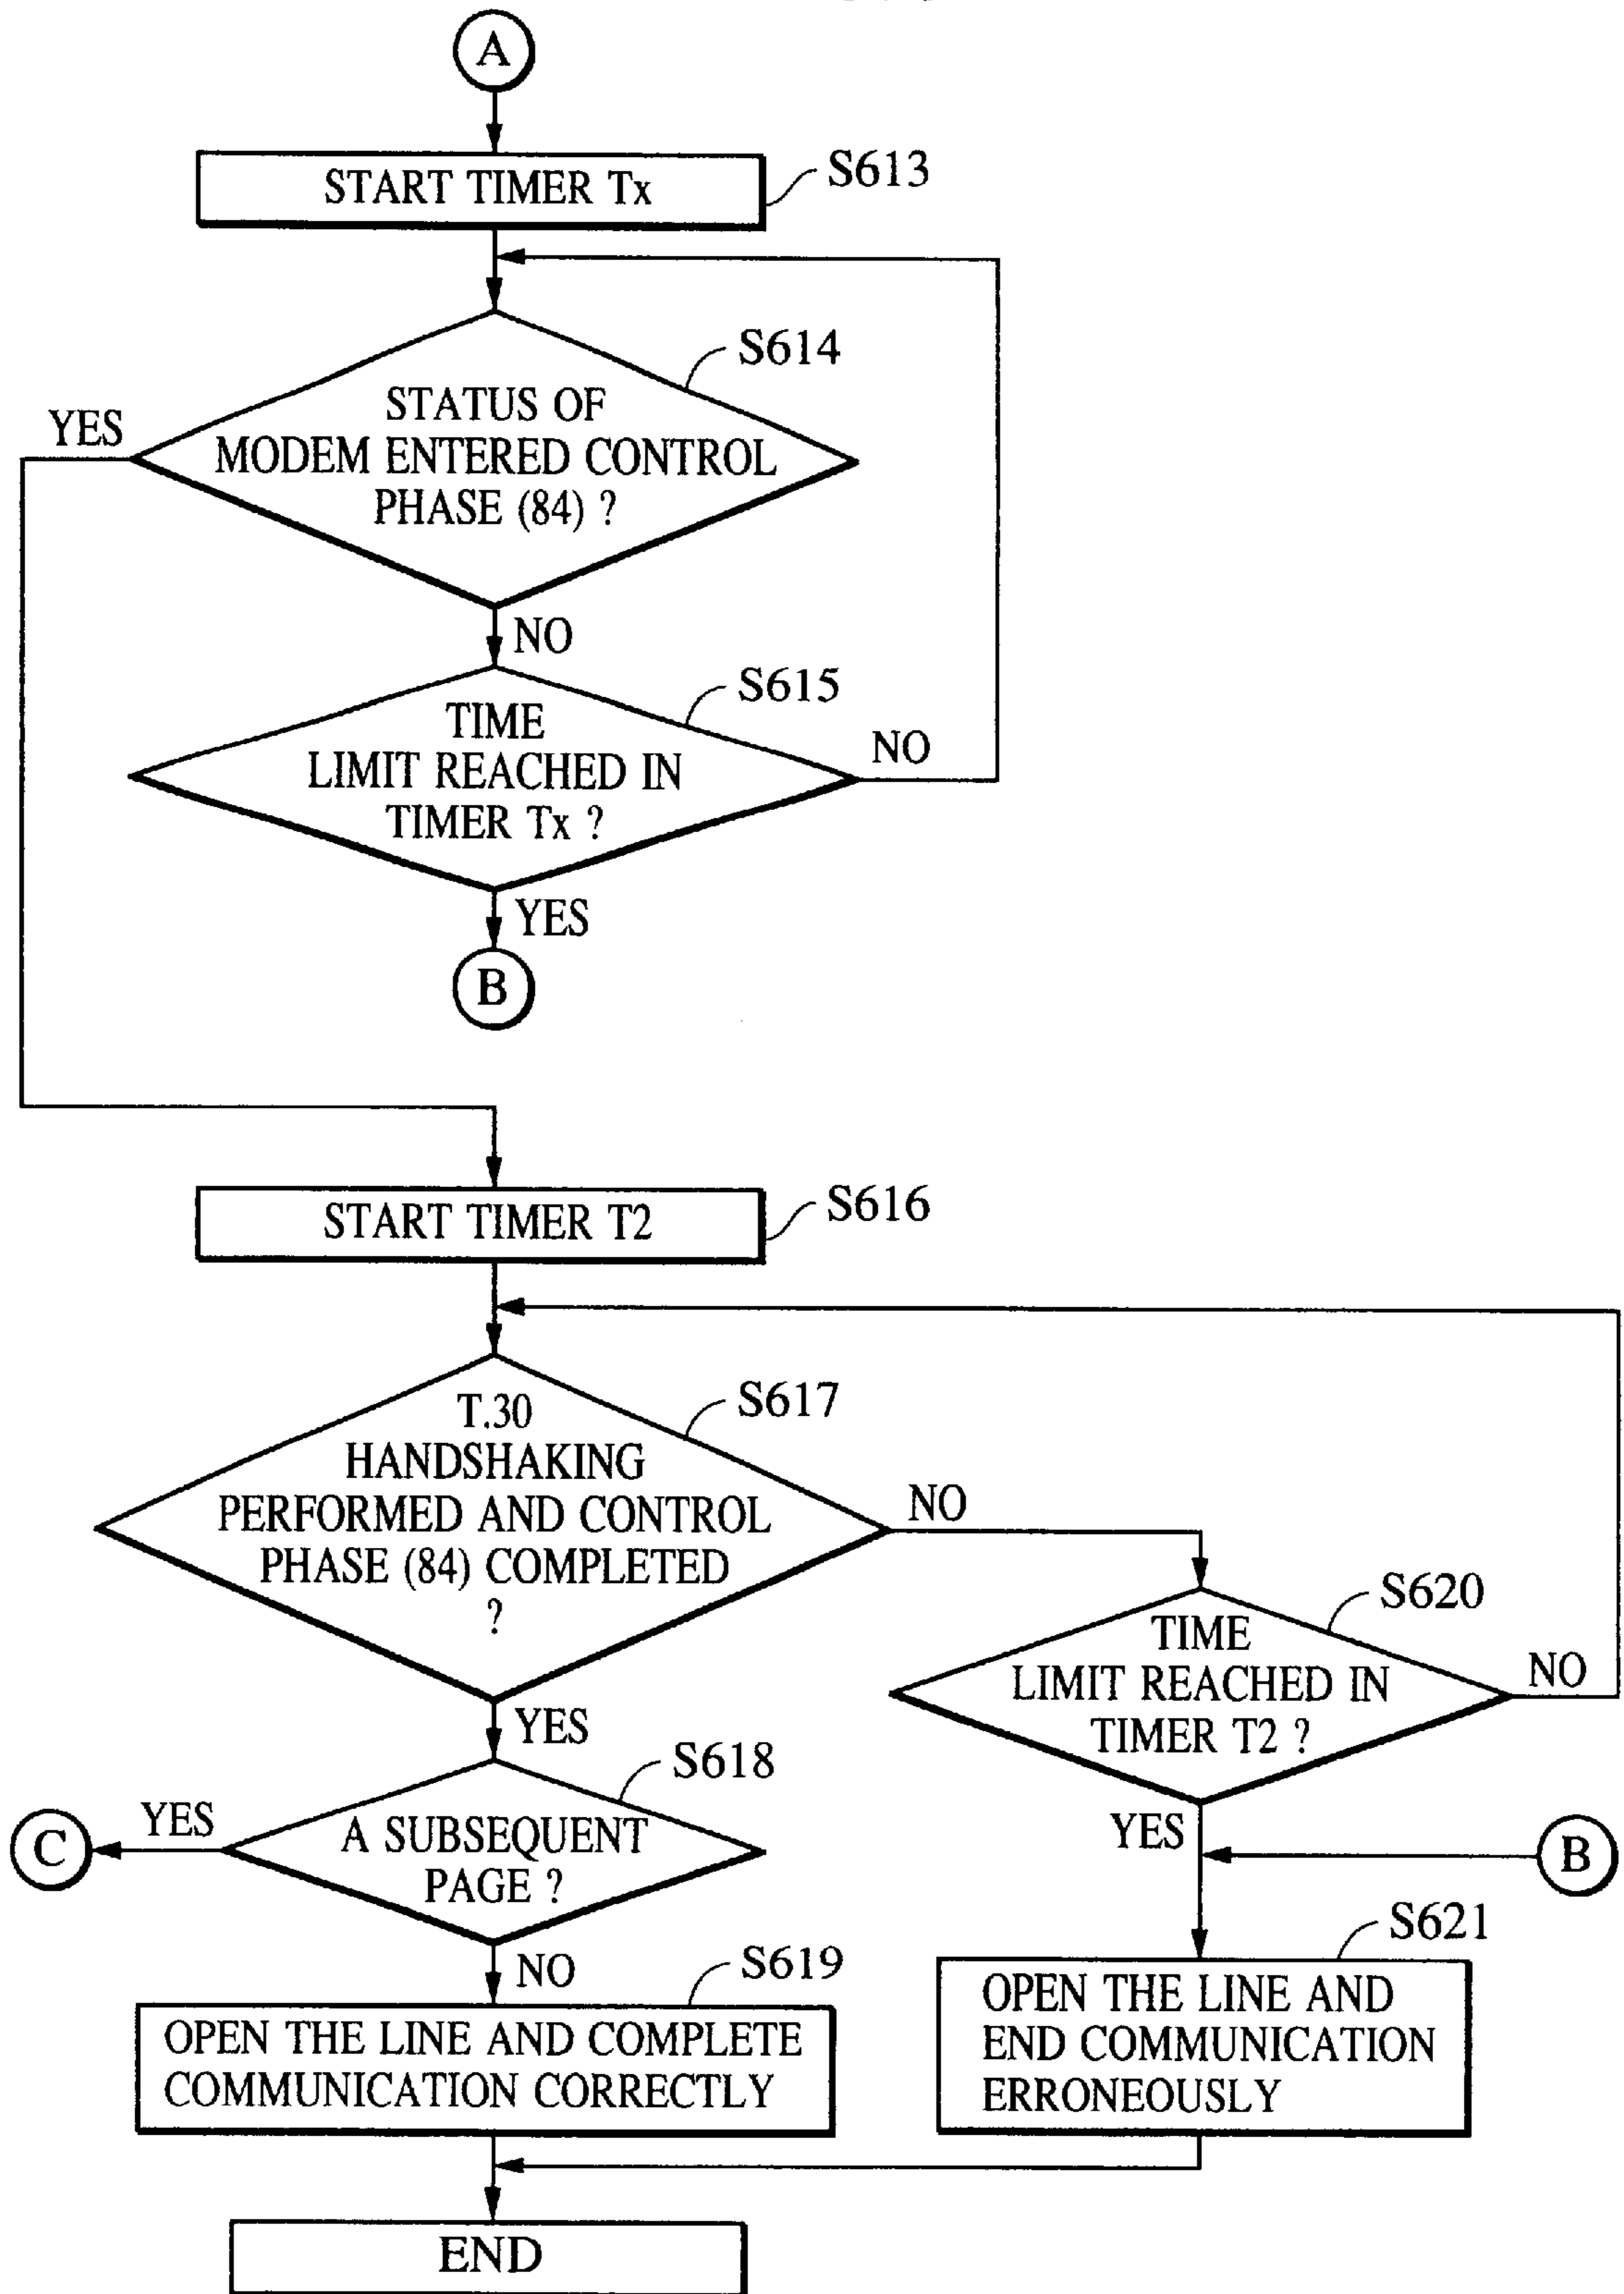 A
START TIMER Tx
S613
S614
STATUS OF
MODEM ENTERED CONTROL
PHASE (84) ?
YES
NO
S615
TIME
LIMIT REACHED IN
TIMER Tx ?
NO
YES
B
START TIMER T2
S616
S617
T.30
HANDSHAKING
PERFORMED AND CONTROL
PHASE (84) COMPLETED
?
NO
YES
S620
TIME
LIMIT REACHED IN
TIMER T2 ?
NO
YES
B
S618
A SUBSEQUENT
PAGE ?
YES
C
NO
S619
OPEN THE LINE AND COMPLETE
COMMUNICATION CORRECTLY
S621
OPEN THE LINE AND
END COMMUNICATION
ERRONEOUSLY
END